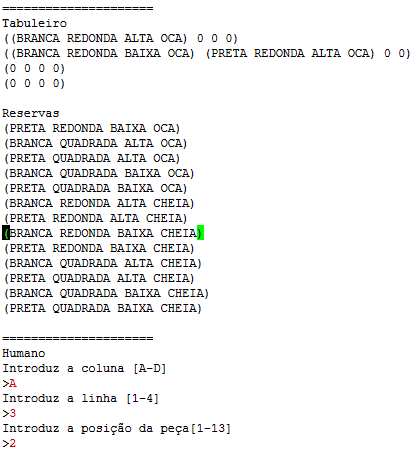 =====================
Tabuleiro
((BRANCA REDONDA ALTA OCA) 0 0 0)
((BRANCA REDONDA BAIXA OCA) (PRETA REDONDA ALTA OCA) 0 0)
(0 0 0 0)
(0 0 0 0)

Reservas
(PRETA REDONDA BAIXA OCA)
(BRANCA QUADRADA ALTA OCA)
(PRETA QUADRADA ALTA OCA)
(BRANCA QUADRADA BAIXA OCA)
(PRETA QUADRADA BAIXA OCA)
(BRANCA REDONDA ALTA CHEIA)
(PRETA REDONDA ALTA CHEIA)
(BRANCA REDONDA BAIXA CHEIA)
(PRETA REDONDA BAIXA CHEIA)
(BRANCA QUADRADA ALTA CHEIA)
(PRETA QUADRADA ALTA CHEIA)
(BRANCA QUADRADA BAIXA CHEIA)
(PRETA QUADRADA BAIXA CHEIA)

=====================
Humano
Introduz a coluna [A-D]
>A
Introduz a linha [1-4]
>3
Introduz a posição da peça[1-13]
>2